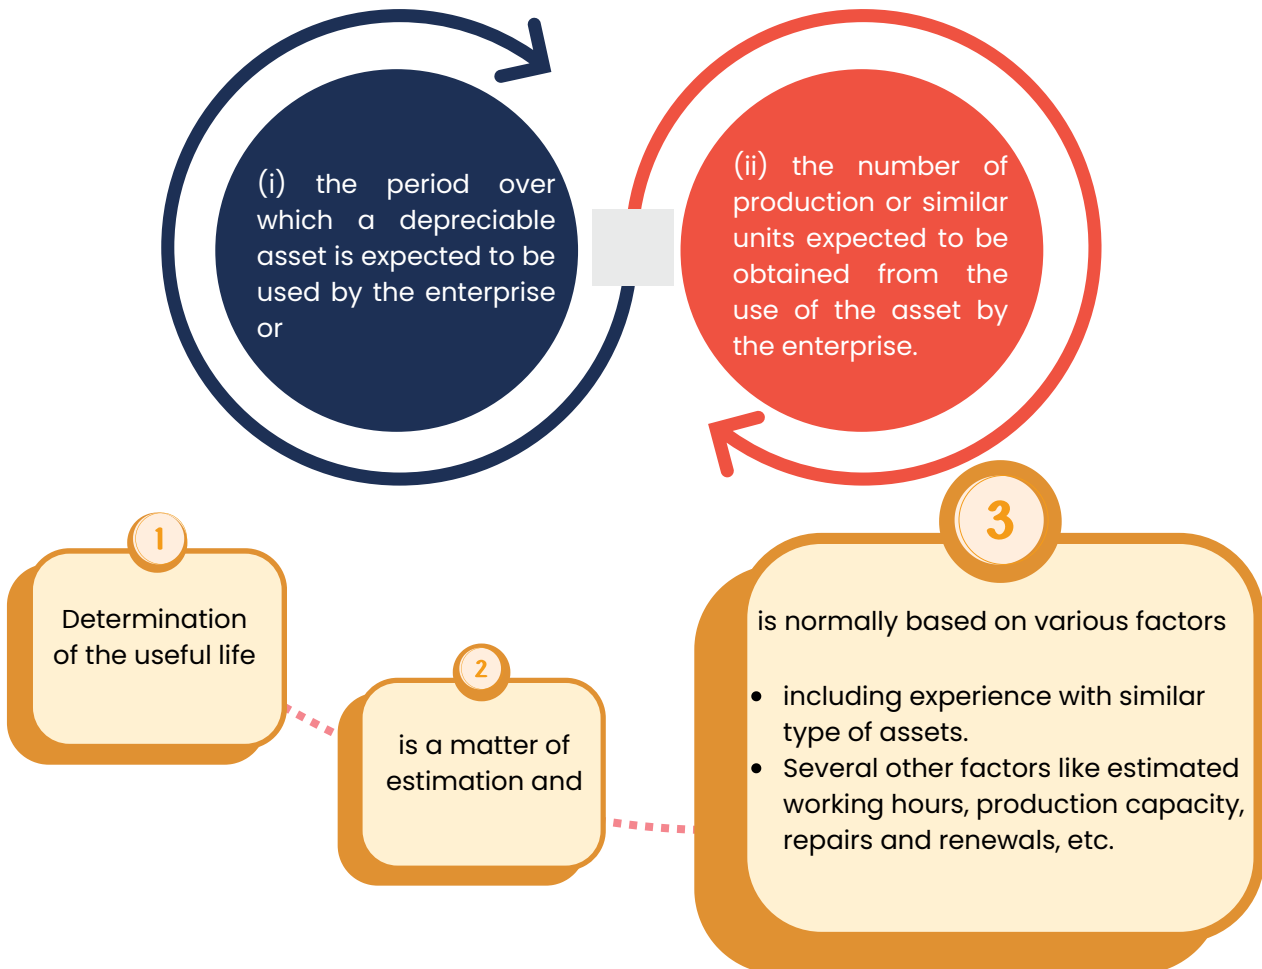 (i) the period over
which a depreciable
asset is expected to be
used by the enterprise
or
(ii) the number of
production or similar
units expected to be
obtained from the
use of the asset by
the enterprise.
1
Determination
of the useful life
2
is a matter of
estimation and
3
is normally based on various factors
• including experience with similar
type of assets.
• Several other factors like estimated
working hours, production capacity,
repairs and renewals, etc.